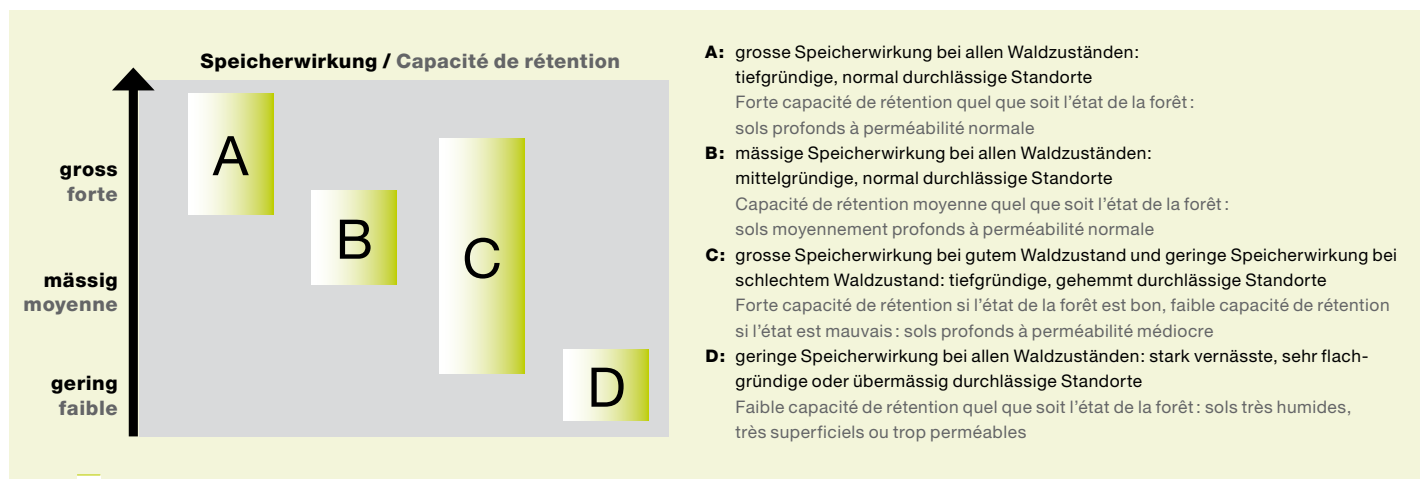 Speicherwirkung / Capacité de rétention
gross
forte
mässig
moyenne
gering
faible
A
B
C
D
A: grosse Speicherwirkung bei allen Waldzuständen:
tiefgründige, normal durchlässige Standorte
Forte capacité de rétention quel que soit l'état de la forêt :
sols profonds à perméabilité normale
B: mässige Speicherwirkung bei allen Waldzuständen:
mittelgründige, normal durchlässige Standorte
Capacité de rétention moyenne quel que soit l'état de la forêt :
sols moyennement profonds à perméabilité normale
C: grosse Speicherwirkung bei gutem Waldzustand und geringe Speicherwirkung bei
schlechtem Waldzustand: tiefgründige, gehemmt durchlässige Standorte
Forte capacité de rétention si l'état de la forêt est bon, faible capacité de rétention
si l'état est mauvais : sols profonds à perméabilité médiocre
D: geringe Speicherwirkung bei allen Waldzuständen: stark vernässte, sehr flach-
gründige oder übermässig durchlässige Standorte
Faible capacité de rétention quel que soit l'état de la forêt : sols très humides,
très superficiels ou trop perméables